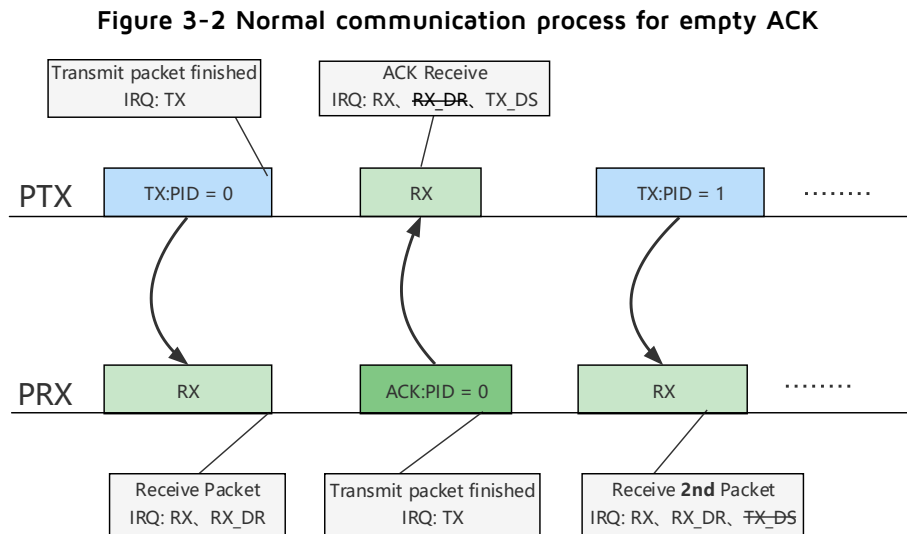 Figure 3-2 Normal communication process for empty ACK
Transmit packet finished
IRQ: TX
ACK Receive
IRQ: RX、RX_DR、TX_DS
PTX
TX:PID = 0
RX
TX:PID = 1
........
PRX
RX
ACK:PID = 0
RX
........
Receive Packet
IRQ: RX、RX_DR
Transmit packet finished
IRQ: TX
Receive 2nd Packet
IRQ: RX、RX_DR、TX_DS